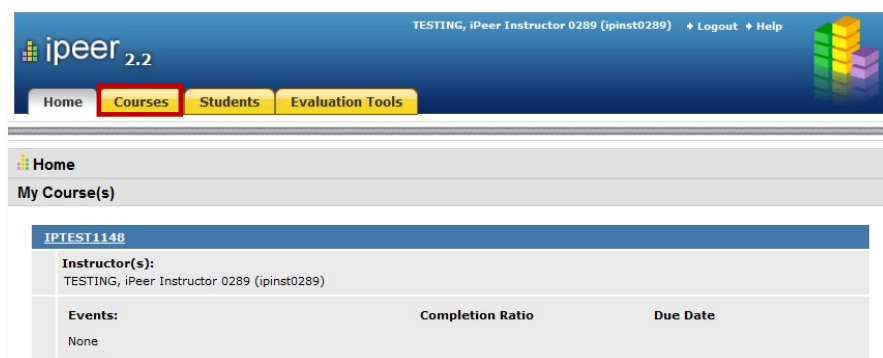 TESTING, iPeer Instructor 0289 (ipinst0289) Logout Help
ipeer 2.2
Home Courses Students Evaluation Tools
Home
My Course(s)
IPTEST1148
Instructor(s):
TESTING, iPeer Instructor 0289 (ipinst0289)
Events: Completion Ratio Due Date
None